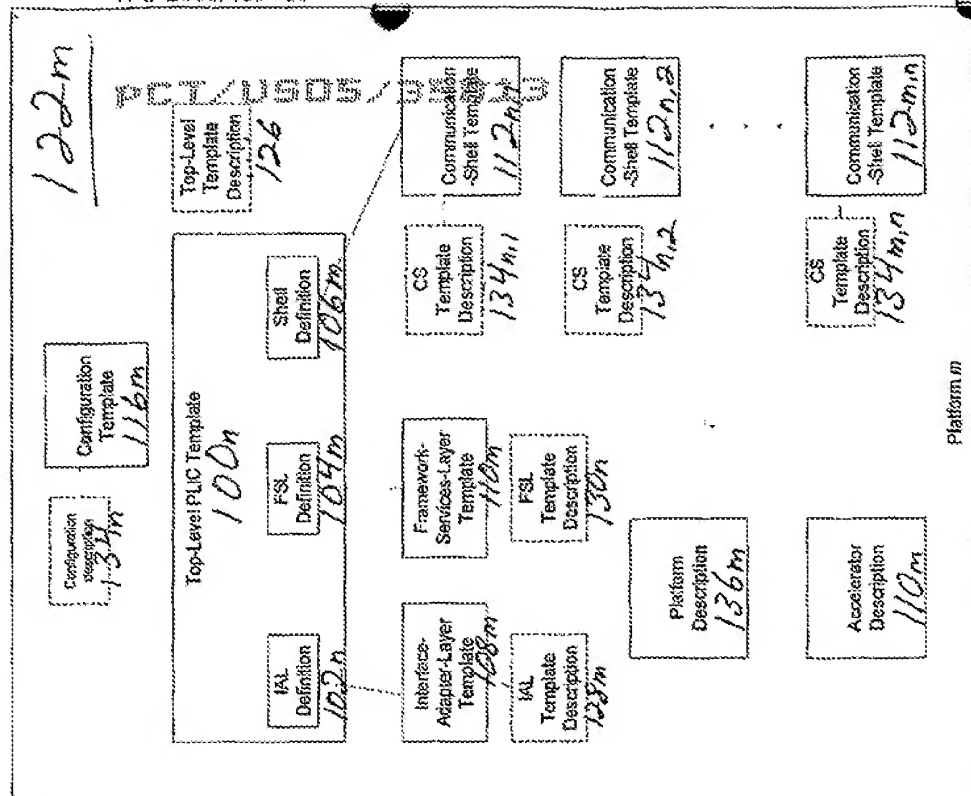 122m
PCT/US05/
Configuration
Description
134m
Configuration
Template
116m
Top-Level
Template
Description
126
Top-Level PLIC Template
100n
IAL
Definition
102n
FSL
Definition
104m
Shell
Definition
106m
Interface-
Adapter-Layer
Template
108m
IAL
Template
Description
128m
Framework-
Services-Layer
Template
110m
FSL
Template
Description
130n
CS
Template
Description
134n,1
Communication
-Shell Template
112n,1
CS
Template
Description
134n,2
Communication
-Shell Template
112n,2
. . .
CS
Template
Description
134m,n
Communication
-Shell Template
112m,n
Platform
Description
136m
Accelerator
Description
110m
Platform m